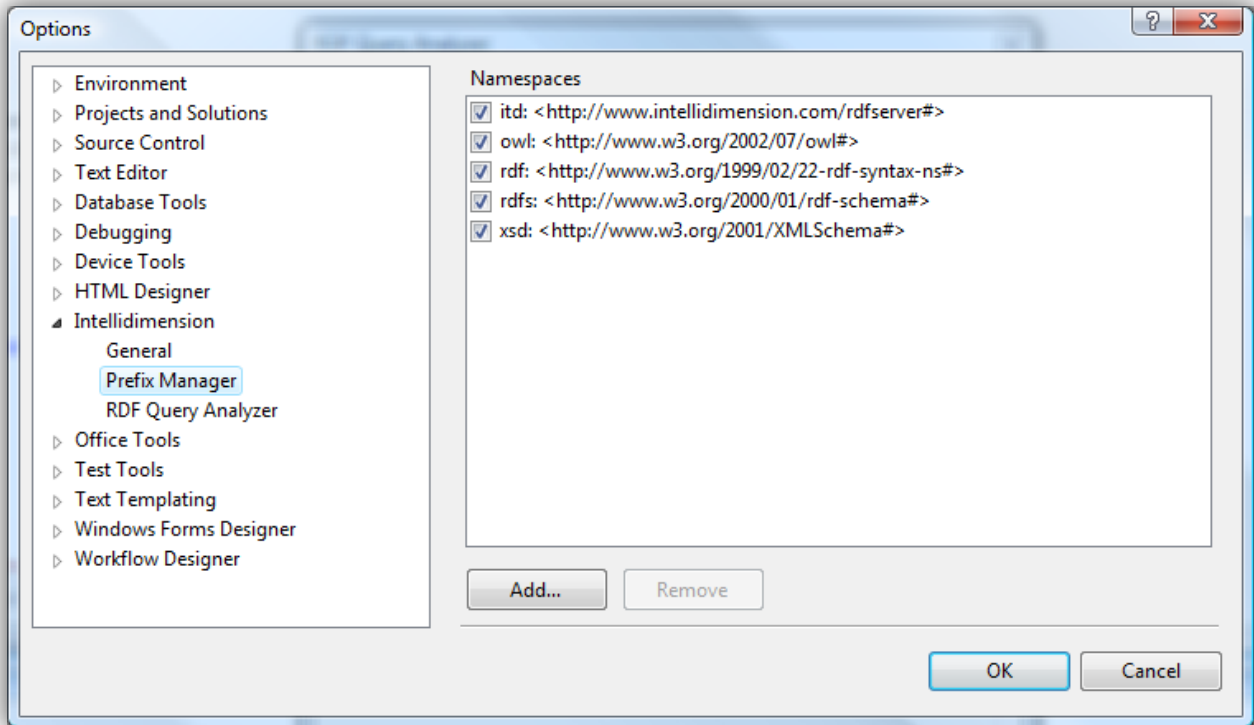 Options
Environment
Projects and Solutions
Source Control
Text Editor
Database Tools
Debugging
Device Tools
HTML Designer
Intellidimension
General
Prefix Manager
RDF Query Analyzer
Office Tools
Test Tools
Text Templating
Windows Forms Designer
Workflow Designer
Namespaces
itd: <http://www.intellidimension.com/rdfserver#>
owl: <http://www.w3.org/2002/07/owl#>
rdf: <http://www.w3.org/1999/02/22-rdf-syntax-ns#>
rdfs: <http://www.w3.org/2000/01/rdf-schema#>
xsd: <http://www.w3.org/2001/XMLSchema#>
Add... Remove
OK Cancel